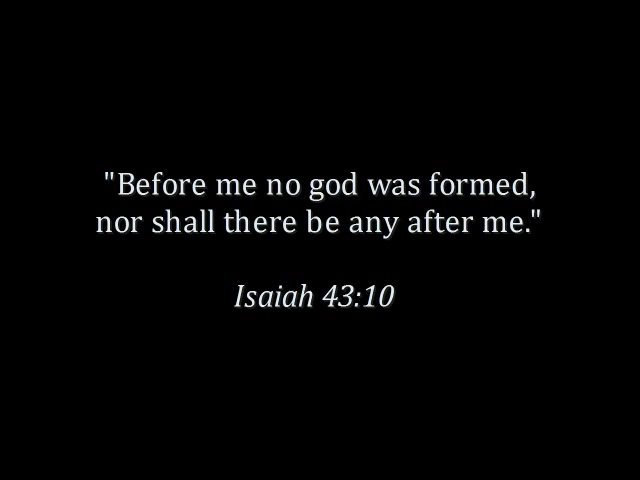 "Before me no god was formed,
nor shall there be any after me."
Isaiah 43:10